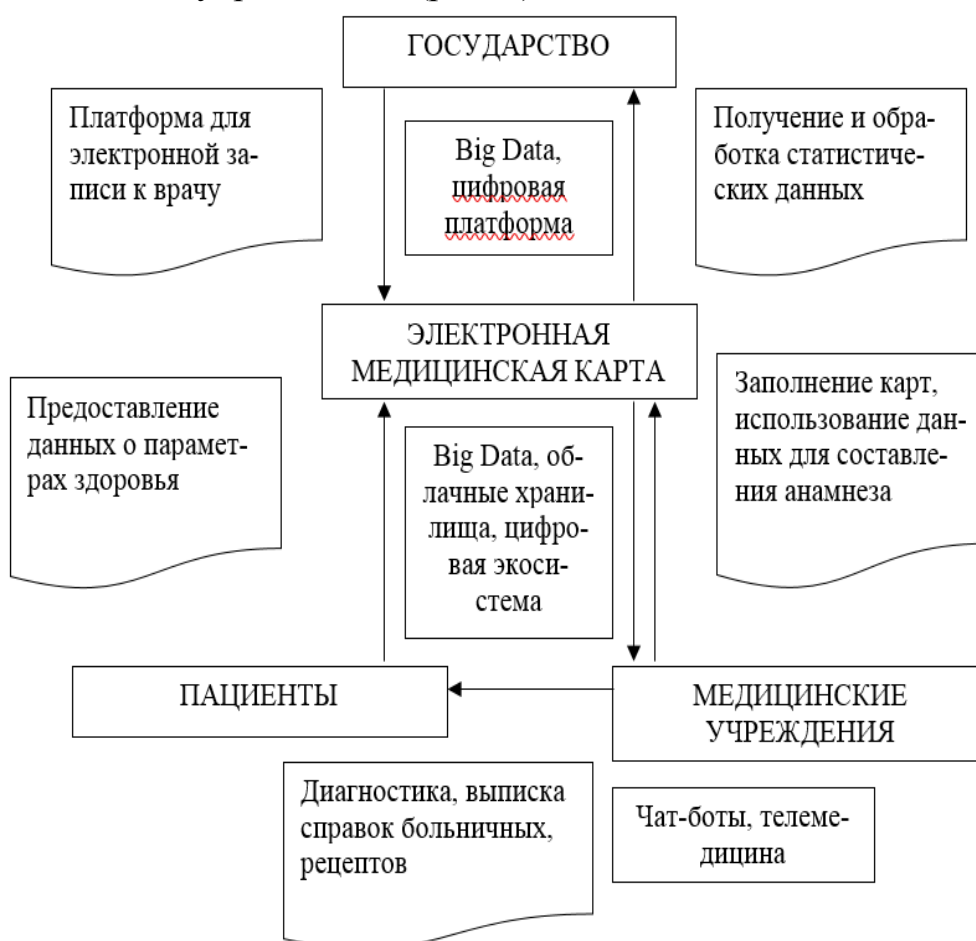 ГОСУДАРСТВО
Платформа для
электронной за-
писи к врачу
Big Data,
цифровая
платформа
Получение и обра-
ботка статистиче-
ских данных
ЭЛЕКТРОННАЯ
МЕДИЦИНСКАЯ КАРТА
Предоставление
данных о парамет-
рах здоровья
Big Data, об-
лачные храни-
лища, цифро-
вая экоси-
стема
Заполнение карт,
использование дан-
ных для составле-
ния анамнеза
ПАЦИЕНТЫ
МЕДИЦИНСКИЕ
УЧРЕЖДЕНИЯ
Диагностика, выписка
справок больничных,
рецептов
Чат-боты, телеме-
дицина